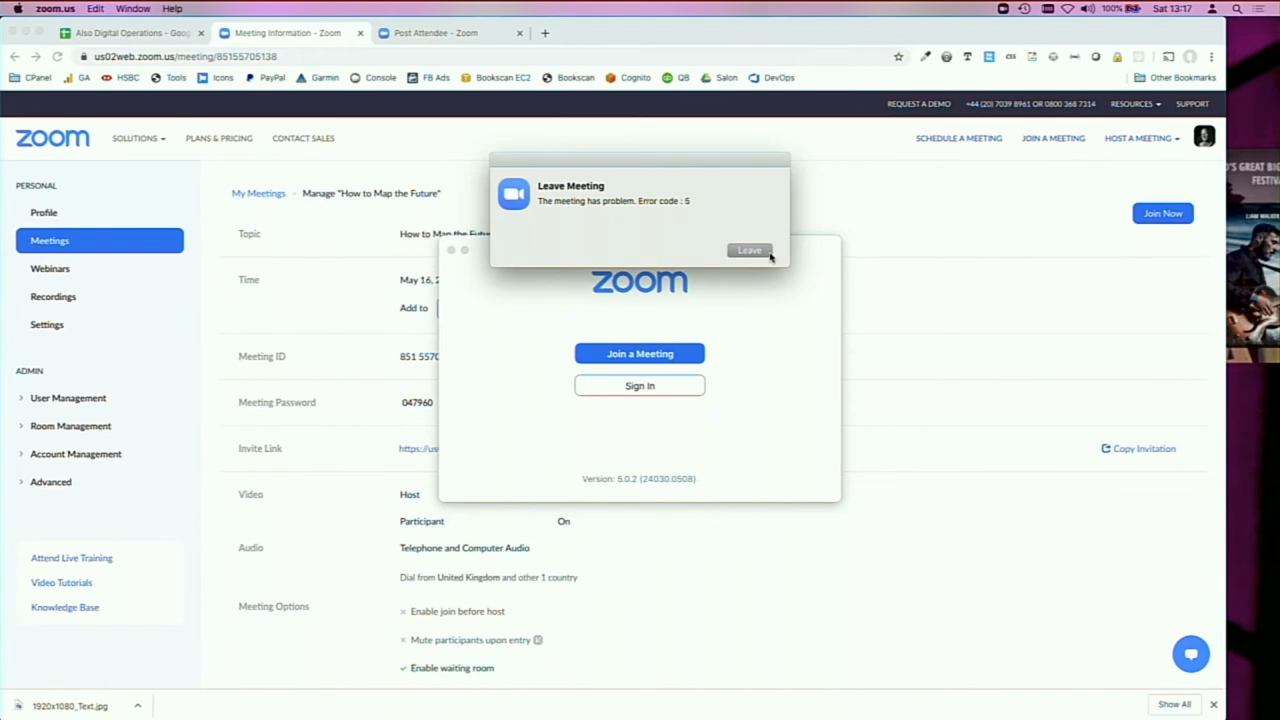 zoom.us Edit Window Help 100% Sat 13:17
Also Digital Operations - Goog Meeting Information - Zoom Post Attendee - Zoom
us02web.zoom.us/meeting/85155705138
CPanel GA HSBC Tools Icons PayPal Garmin Console FB Ads Bookscan EC2 Bookscan Cognito QB Salon DevOps Other Bookmarks
REQUEST A DEMO +44 (20) 7039 8961 OR 0800 368 7314 RESOURCES SUPPORT
zoom SOLUTIONS PLANS & PRICING CONTACT SALES SCHEDULE A MEETING JOIN A MEETING HOST A MEETING
PERSONAL
Profile
Meetings
Webinars
Recordings
Settings
ADMIN
User Management
Room Management
Account Management
Advanced
Attend Live Training
Video Tutorials
Knowledge Base
My Meetings > Manage "How to Map the Future"
Join Now
Topic How to Map the Futu
Time May 16, 2
Add to
Meeting ID 851 5570
Meeting Password 047960
Invite Link https://us
Copy Invitation
Video Host
Participant On
Audio Telephone and Computer Audio
Dial from United Kingdom and other 1 country
Meeting Options × Enable join before host
× Mute participants upon entry
✓ Enable waiting room
Leave Meeting
The meeting has problem. Error code : 5
Leave
zoom
Join a Meeting
Sign In
Version: 5.0.2 (24030.0508)
'S GREAT BIG
FESTIV
LIAM WALKER
1920x1080_Text.jpg Show All